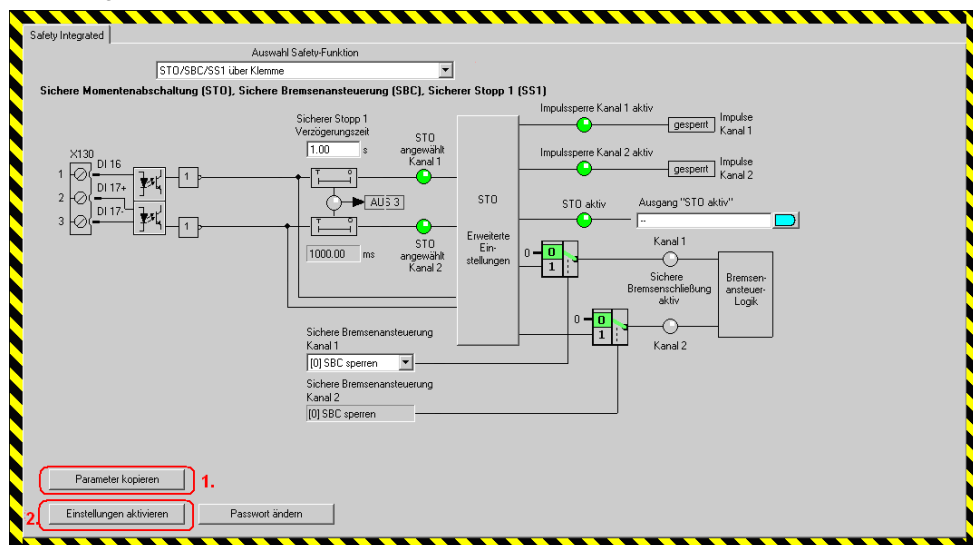 Safety Integrated
Auswahl Safety-Funktion
STO/SBC/SS1 über Klemme
Sichere Momentenabschaltung (STO), Sichere Bremsenansteuerung (SBC), Sicherer Stopp 1 (SS1)
Sicherer Stopp 1
Verzögerungszeit
1.00 s
STO
angewählt
Kanal 1
X130
1 DI 16
2 DI 17+
3 DI 17-
1
1
T 0
AUS 3
T 0
1000.00 ms
STO
angewählt
Kanal 2
STO
Erweiterte
Ein-
stellungen
Impulssperre Kanal 1 aktiv
gesperrt
Impulse
Kanal 1
Impulssperre Kanal 2 aktiv
gesperrt
Impulse
Kanal 2
STO aktiv
Ausgang "STO aktiv"
--
0
0
1
Kanal 1
Sichere
Bremsenschließung
aktiv
0
0
1
Kanal 2
Bremsen-
ansteuer-
Logik
Sichere Bremsenansteuerung
Kanal 1
[0] SBC sperren
Sichere Bremsenansteuerung
Kanal 2
[0] SBC sperren
Parameter kopieren 1.
2. Einstellungen aktivieren
Passwort ändern